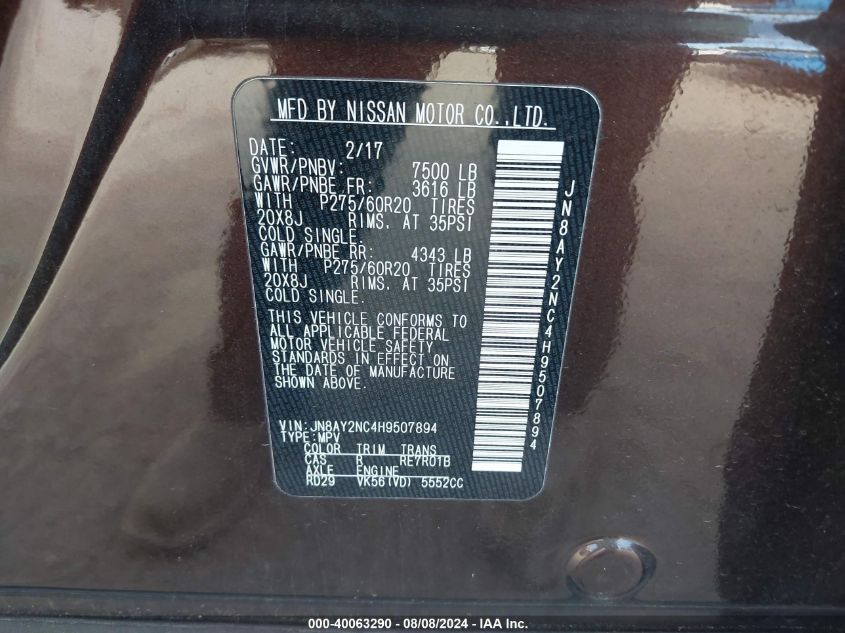 MFD BY NISSAN MOTOR CO.,LTD.
DATE: 2/17
GVWR/PNBV: 7500 LB
GAWR/PNBE FR: 3616 LB
WITH P275/60R20 TIRES
20X8J RIMS. AT 35PSI
COLD SINGLE.
GAWR/PNBE RR: 4343 LB
WITH P275/60R20 TIRES
20X8J RIMS. AT 35PSI
COLD SINGLE.
THIS VEHICLE CONFORMS TO
ALL APPLICABLE FEDERAL
MOTOR VEHICLE SAFETY
STANDARDS IN EFFECT ON
THE DATE OF MANUFACTURE
SHOWN ABOVE.
VIN:JN8AY2NC4H9507894
TYPE:MPV
COLOR TRIM TRANS
CAS R RE7R01B
AXLE ENGINE
RD29 VK56(VD) 5552CC
JN8AY2NC4H9507894
000-40063290 - 08/08/2024 - IAA Inc.